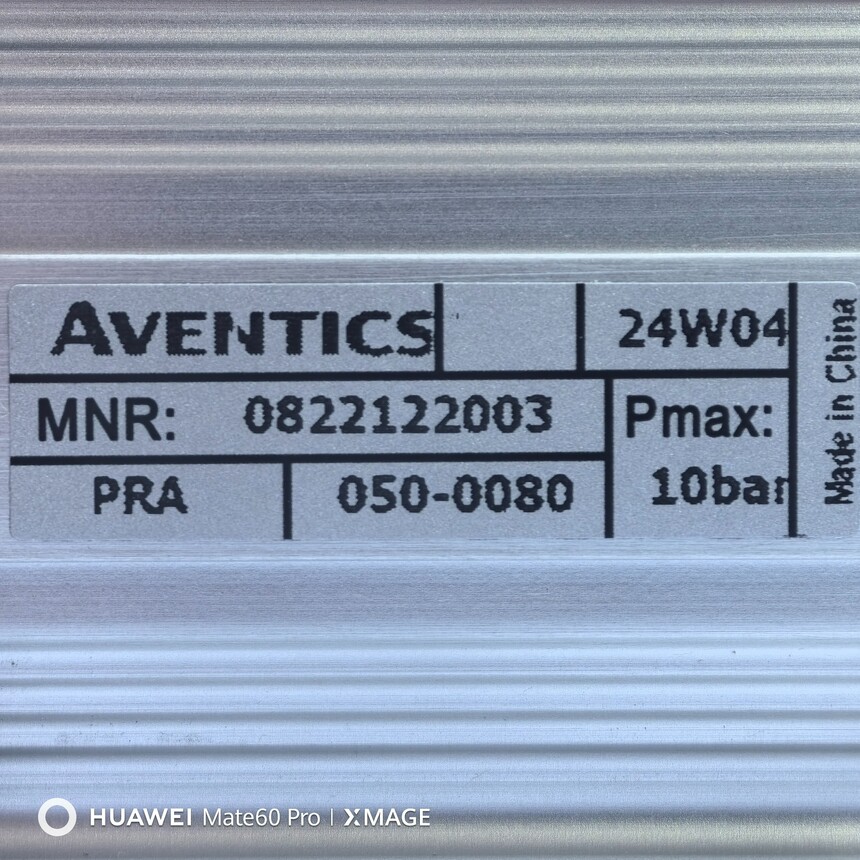 AVENTICS
24W04
MNR: 0822122003
Pmax:
10bar
PRA
050-0080
Made in China
HUAWEI Mate60 Pro | XMAGE